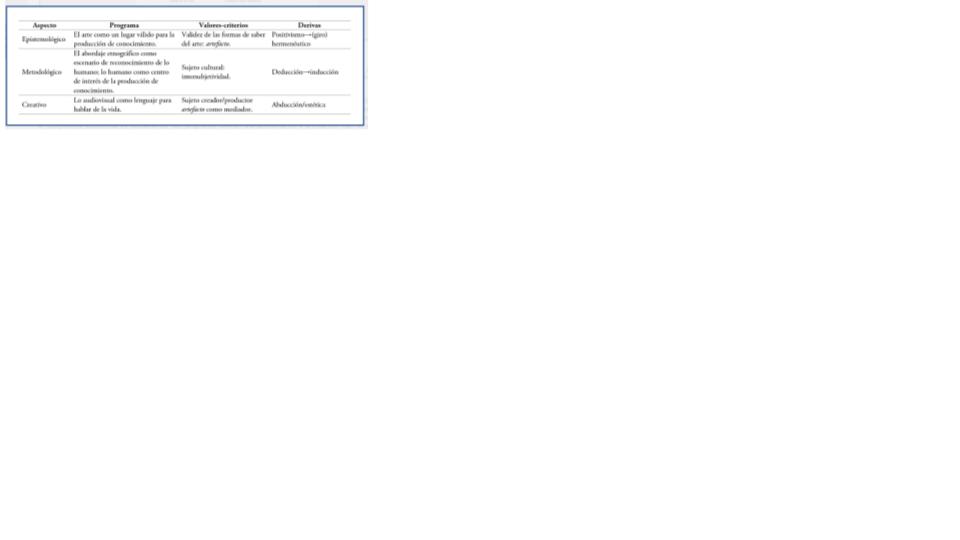 Aspecto Programa Valores-criterios Derivas
Epistemológico
El arte como un lugar válido para la
producción de conocimiento.
Validez de las formas de saber
del arte: artefacto.
Positivismo→(giro)
hermenéutico
Metodológico
El abordaje etnográfico como
escenario de reconocimiento de lo
humano; lo humano como centro
de interés de la producción de
conocimiento.
Sujeto cultural:
Deducción→inducción
Creativo
Lo audiovisual como lenguaje para
hablar de la vida.
Sujeto creador/productor
artefacto como mediador.
Abducción/estética